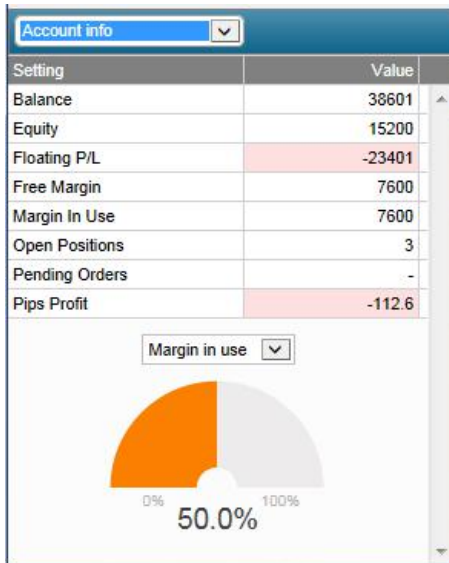 Account info
Setting Value
Balance 38601
Equity 15200
Floating P/L -23401
Free Margin 7600
Margin In Use 7600
Open Positions 3
Pending Orders -
Pips Profit -112.6
Margin in use
0% 100%
50.0%